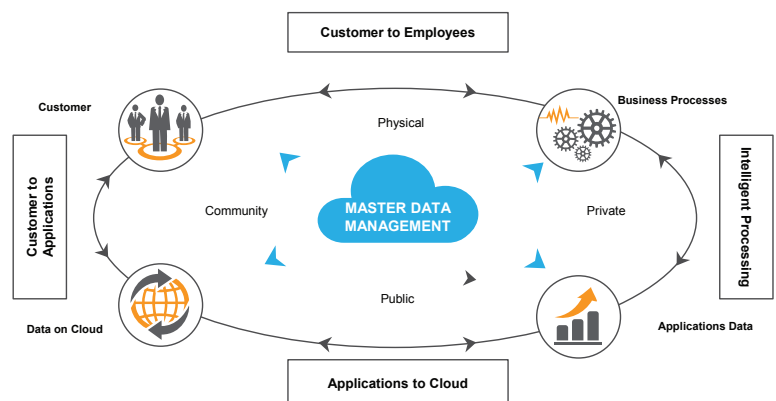 Customer to Employees
Customer
Business Processes
Physical
Customer to
Applications
Community
MASTER DATA
MANAGEMENT
Private
Intelligent Processing
Public
Data on Cloud
Applications Data
Applications to Cloud